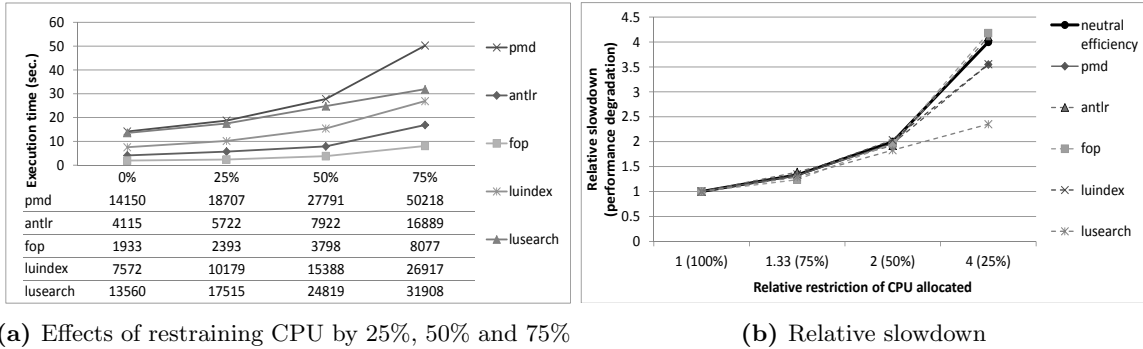 Execution time (sec.)
60
50
40
30
20
10
0
0% 25% 50% 75%
pmd 14150 18707 27791 50218
antlr 4115 5722 7922 16889
fop 1933 2393 3798 8077
luindex 7572 10179 15388 26917
lusearch 13560 17515 24819 31908
pmd
antlr
fop
luindex
lusearch
Relative slowdown
(performance degradation)
4.5
4
3.5
3
2.5
2
1.5
1
0.5
0
1 (100%) 1.33 (75%) 2 (50%) 4 (25%)
Relative restriction of CPU allocated
neutral
efficiency
pmd
antlr
fop
luindex
lusearch
(a) Effects of restraining CPU by 25%, 50% and 75%
(b) Relative slowdown